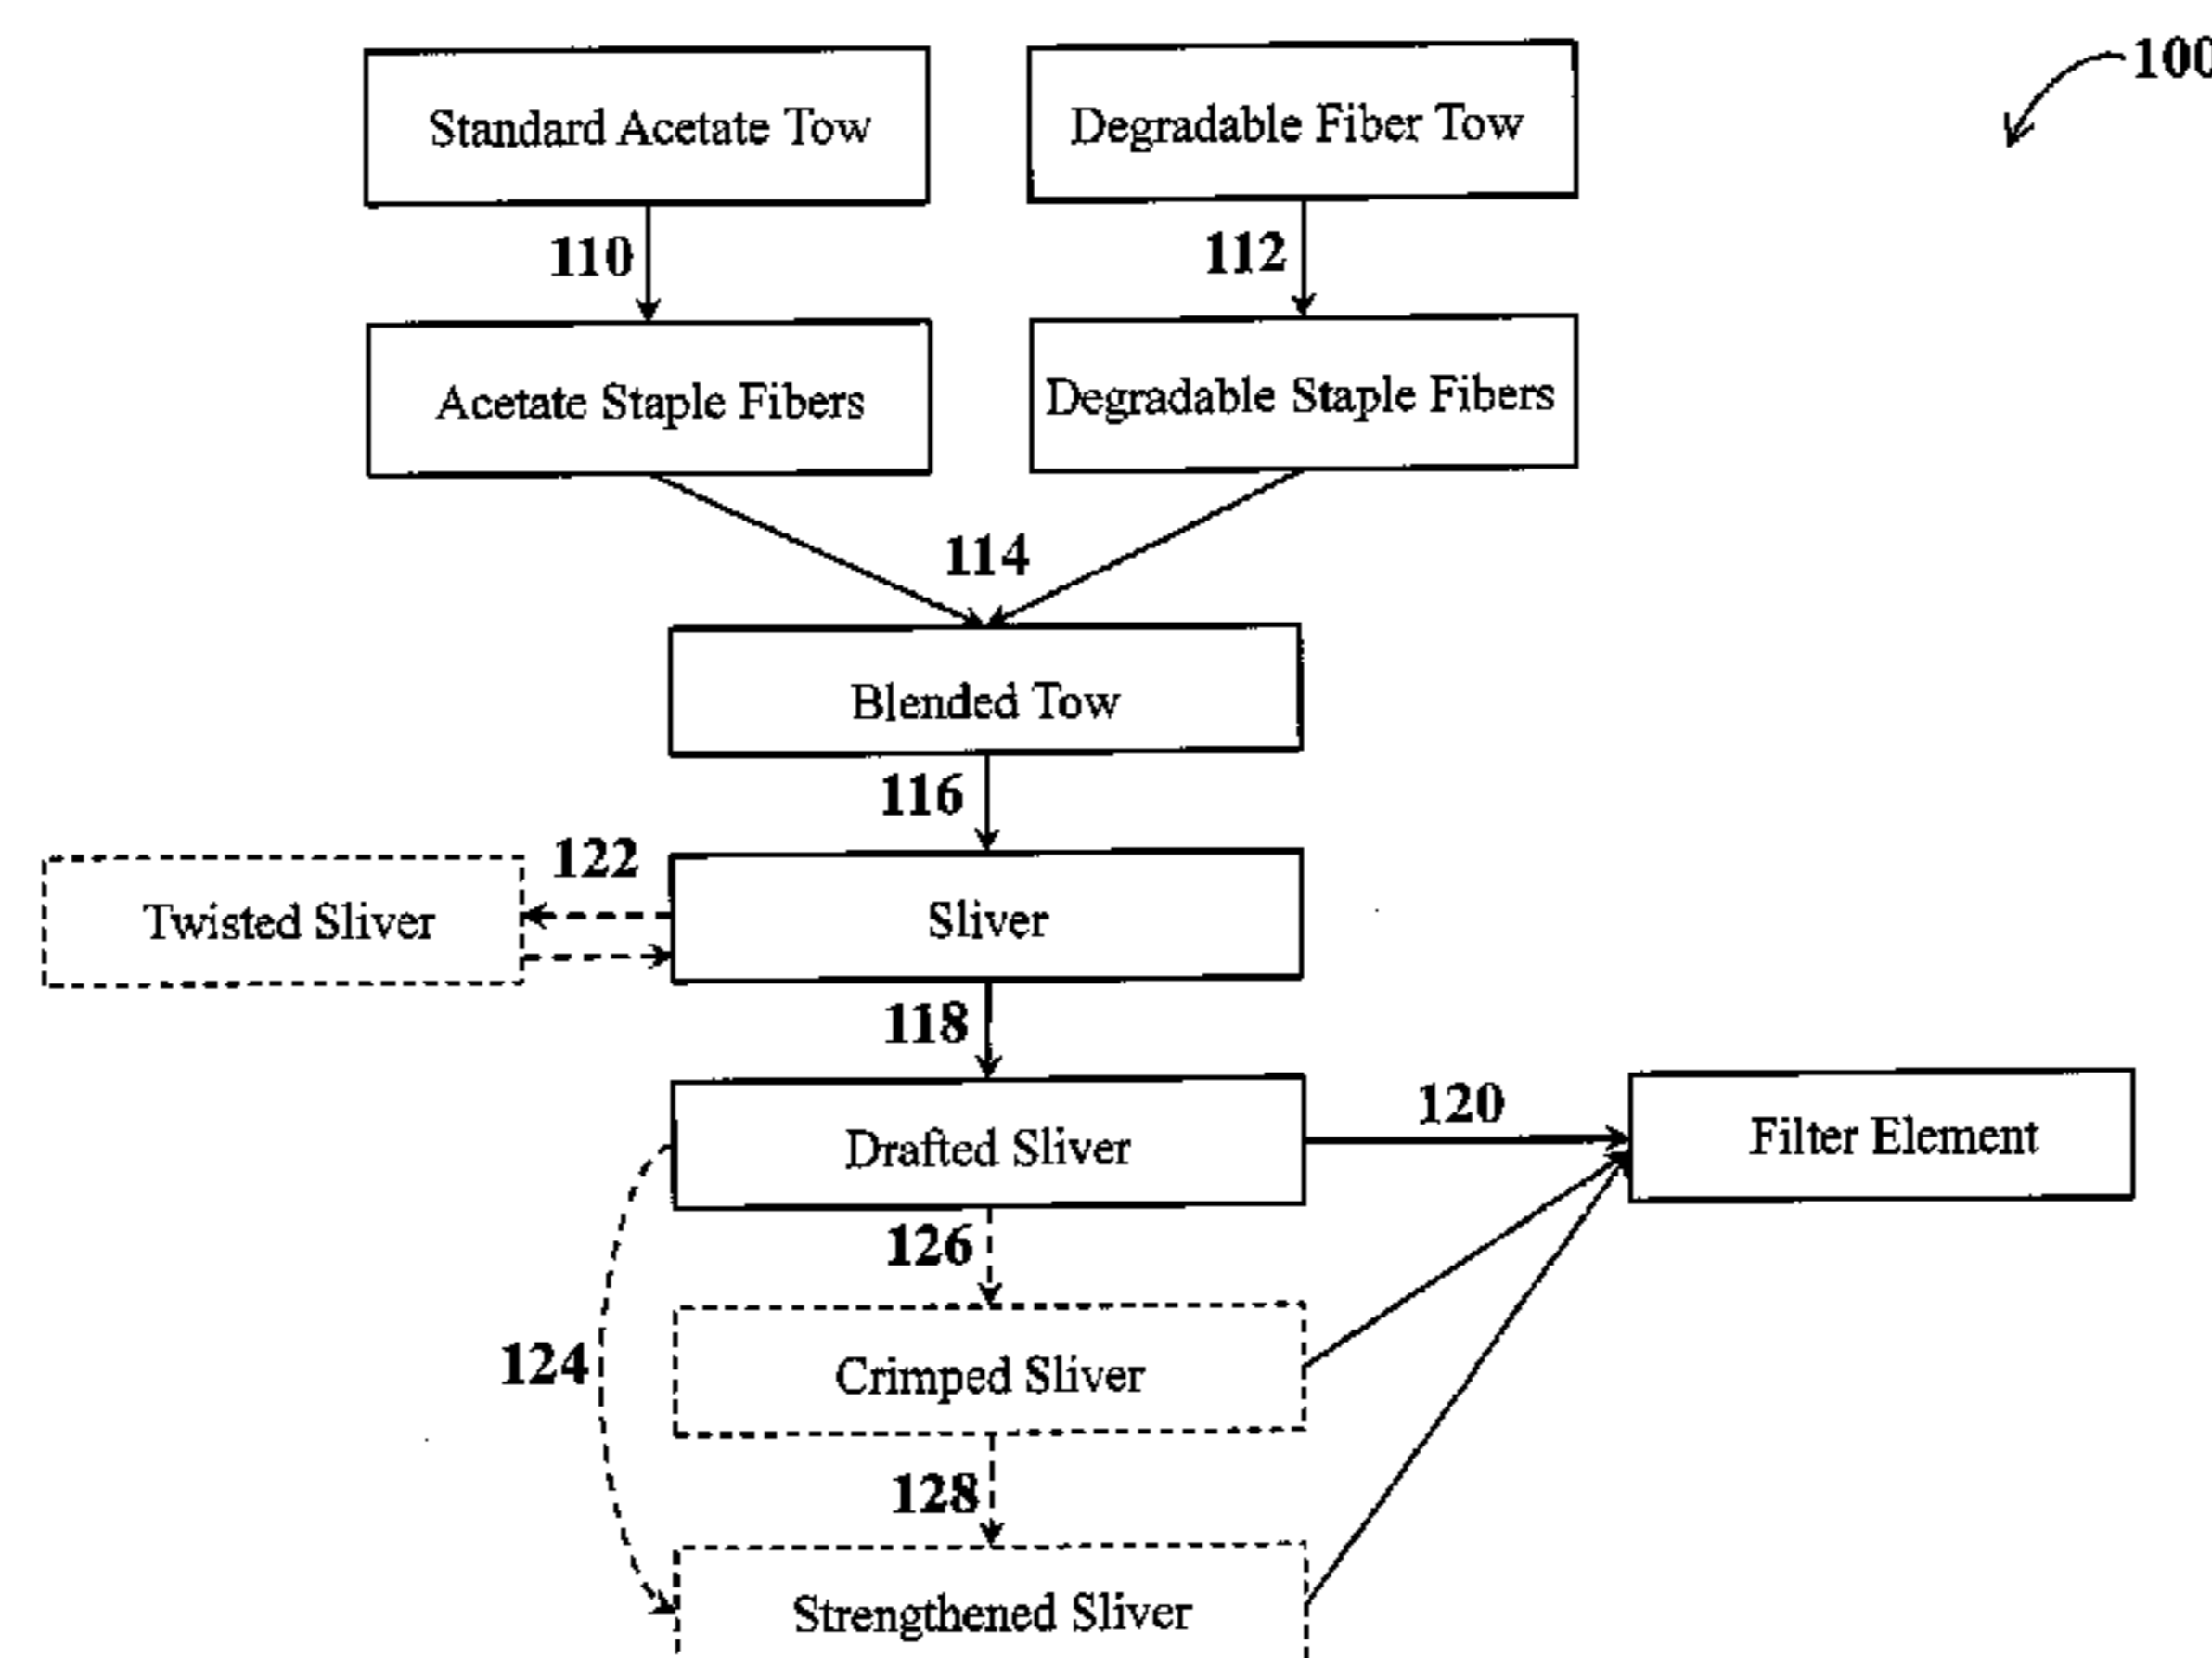 100
Standard Acetate Tow
Degradable Fiber Tow
110
112
Acetate Staple Fibers
Degradable Staple Fibers
114
Blended Tow
116
122
Twisted Sliver
Sliver
118
120
Drafted Sliver
Filter Element
126
124
Crimped Sliver
128
Strengthened Sliver